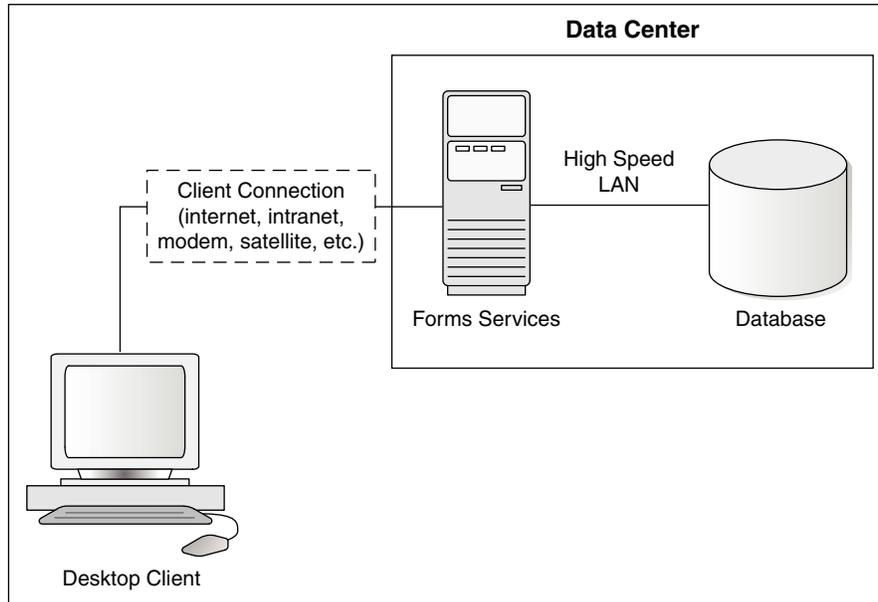 Data Center
High Speed
LAN
Client Connection
(internet, intranet,
modem, satellite, etc.)
Forms Services
Database
Desktop Client